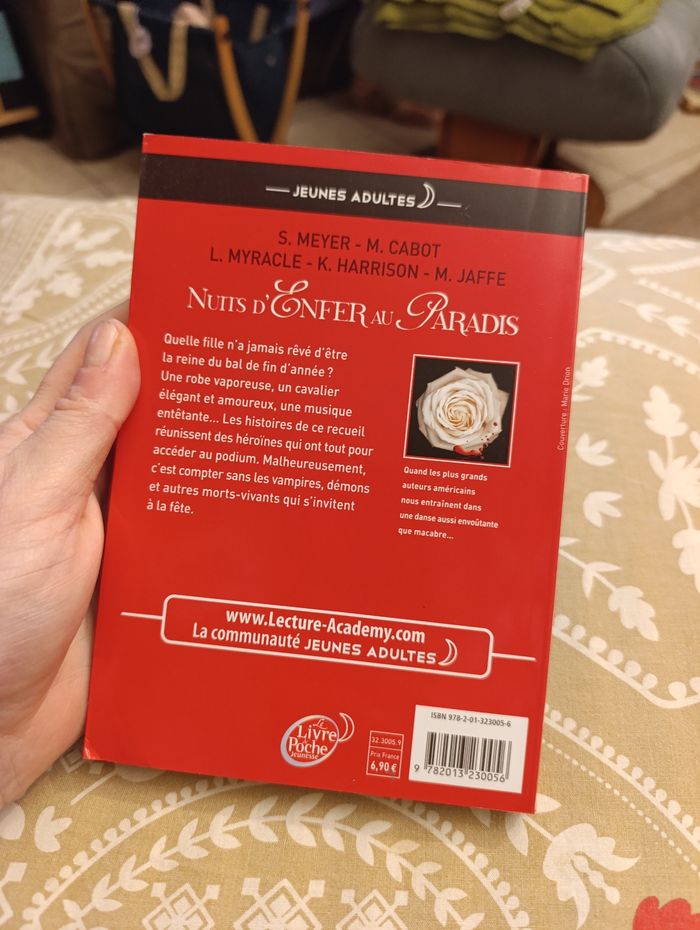 JEUNES ADULTES
S. MEYER - M. CABOT
L. MYRACLE - K. HARRISON - M. JAFFE
NUITS D'ENFER AU PARADIS
Quelle fille n'a jamais rêvé d'être
la reine du bal de fin d'année ?
Une robe vaporeuse, un cavalier
élégant et amoureux, une musique
entêtante... Les histoires de ce recueil
réunissent des héroïnes qui ont tout pour
accéder au podium. Malheureusement,
c'est compter sans les vampires, démons
et autres morts-vivants qui s'invitent
à la fête.
Quand les plus grands
auteurs américains
nous entraînent dans
une danse aussi envoûtante
que macabre...
Couverture : Marie Drion
www.Lecture-Academy.com
La communauté JEUNES ADULTES
Le
Livre
de
Poche
Jeunesse
32.3005.9
Prix France
6,90 €
ISBN 978-2-01-323005-6
9 782013 230056